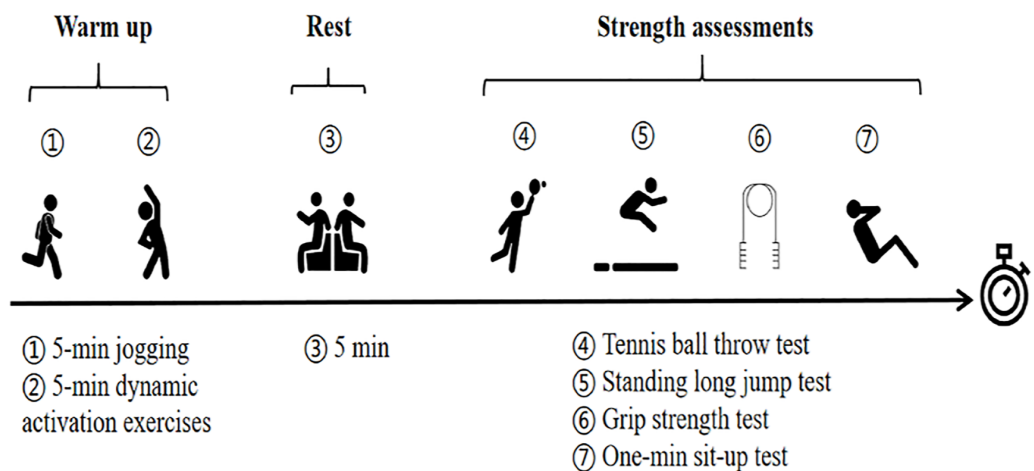 Warm up
Rest
Strength assessments
①
②
③
④
⑤
⑥
⑦
① 5-min jogging
② 5-min dynamic
activation exercises
③ 5 min
④ Tennis ball throw test
⑤ Standing long jump test
⑥ Grip strength test
⑦ One-min sit-up test